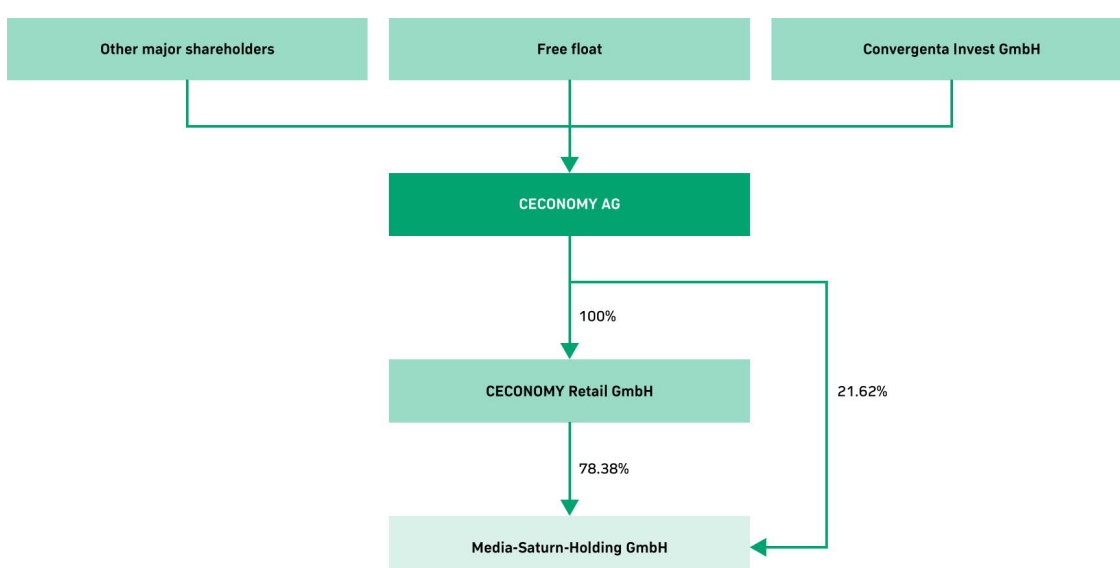 Other major shareholders
Free float
Convergenta Invest GmbH
CECONOMY AG
100%
CECONOMY Retail GmbH
21.62%
78.38%
Media-Saturn-Holding GmbH